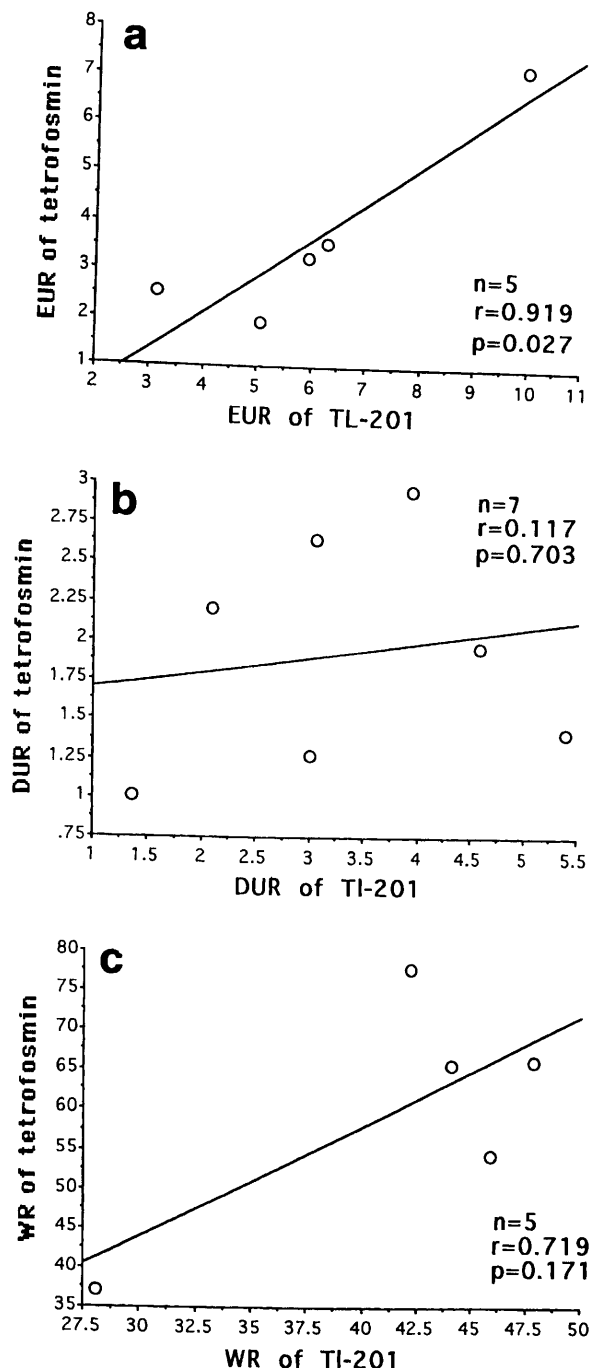 a
8
7
6
5
4
3
2
1
EUR of tetrofosmin
n=5
r=0.919
p=0.027
2 3 4 5 6 7 8 9 10 11
EUR of TL-201
b
3
2.75
2.5
2.25
2
1.75
1.5
1.25
1
.75
DUR of tetrofosmin
n=7
r=0.117
p=0.703
1 1.5 2 2.5 3 3.5 4 4.5 5 5.5
DUR of Tl-201
c
80
75
70
65
60
55
50
45
40
35
WR of tetrofosmin
n=5
r=0.719
p=0.171
27.5 30 32.5 35 37.5 40 42.5 45 47.5 50
WR of Tl-201